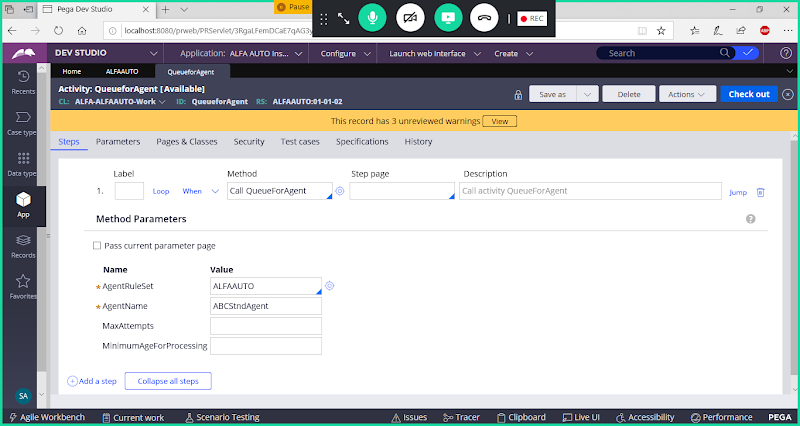 Pega Dev Studio
Pause
REC
localhost:8080/prweb/PRServlet/3RgaLFemDCaE7qAG3y
DEV STUDIO
Application: ALFA AUTO Ins...
Configure
Launch web interface
Create
Search
Home
ALFAAUTO
QueueforAgent
Activity: QueueforAgent [Available]
CL: ALFA-ALFAAUTO-Work ID: QueueforAgent RS: ALFAAUTO:01-01-02
Save as
Delete
Actions
Check out
This record has 3 unreviewed warnings View
Steps Parameters Pages & Classes Security Test cases Specifications History
Label Method Step page Description
1. Loop When Call QueueForAgent Call activity QueueForAgent Jump
Method Parameters
?
Pass current parameter page
Name Value
*AgentRuleSet ALFAAUTO
*AgentName ABCStndAgent
MaxAttempts
MinimumAgeForProcessing
Add a step Collapse all steps
Recents
Case type
Data type
App
Records
Favorites
SA
Agile Workbench Current work Scenario Testing Issues Tracer Clipboard Live UI Accessibility Performance PEGA